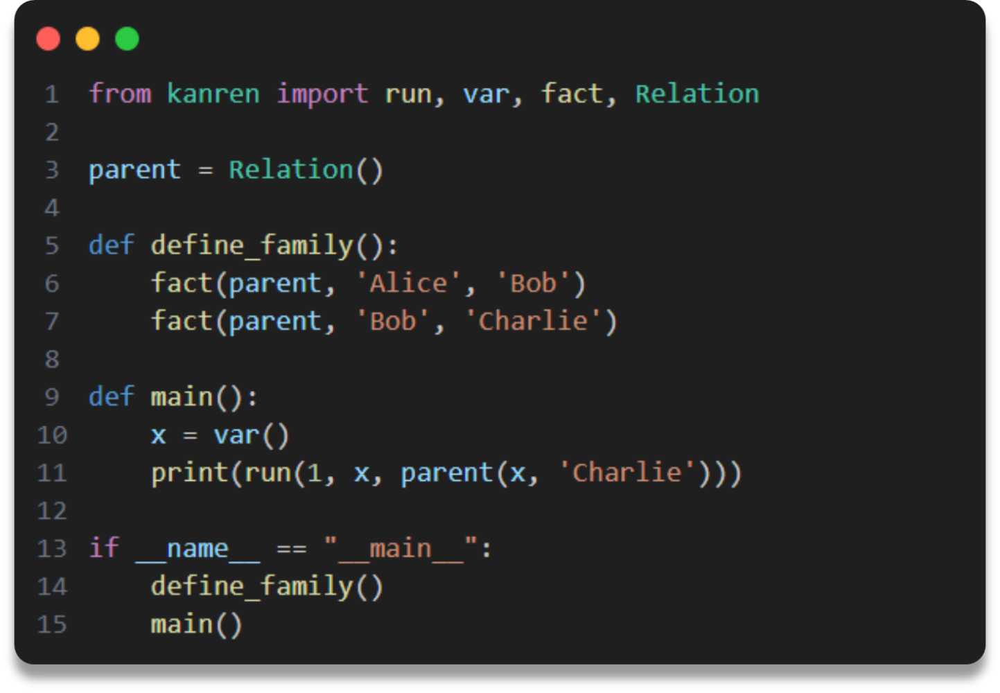 1 from kanren import run, var, fact, Relation
2
3 parent = Relation()
4
5 def define_family():
6     fact(parent, 'Alice', 'Bob')
7     fact(parent, 'Bob', 'Charlie')
8
9 def main():
10     x = var()
11     print(run(1, x, parent(x, 'Charlie')))
12
13 if __name__ == "__main__":
14     define_family()
15     main()